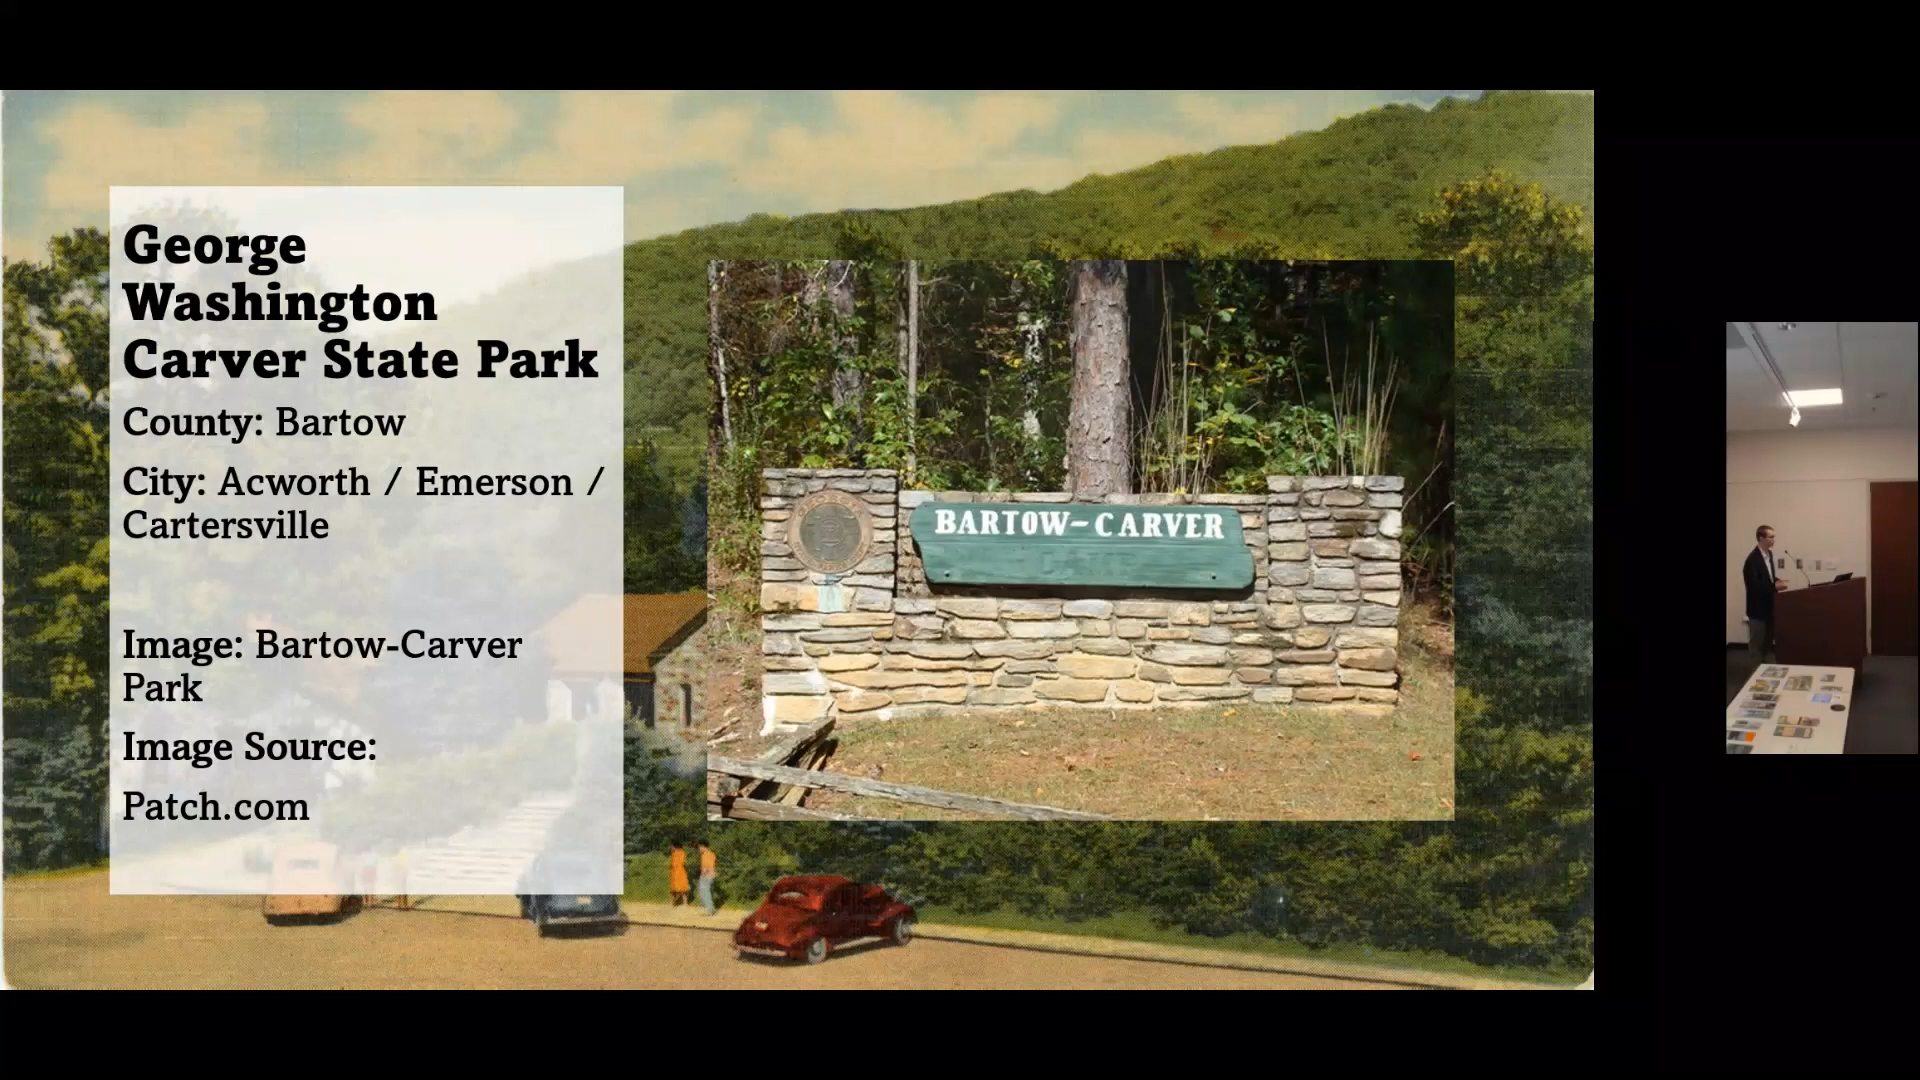 George
Washington
Carver State Park
County: Bartow
City: Acworth / Emerson /
Cartersville
Image: Bartow-Carver
Park
Image Source:
Patch.com
BARTOW-CARVER